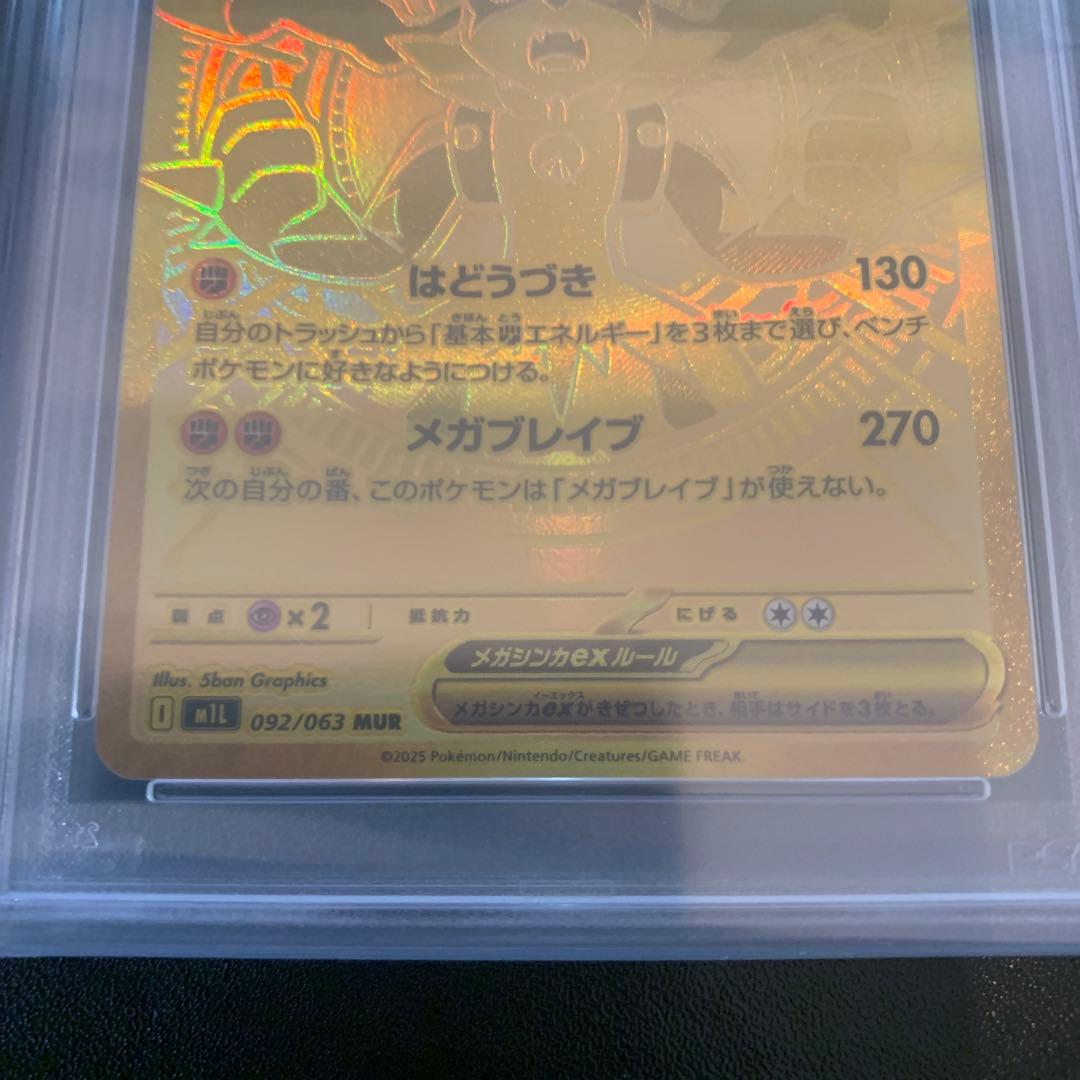 はどうづき 130
自分のトラッシュから「基本闘エネルギー」を3枚まで選び、ベンチ
ポケモンに好きなようにつける。
メガブレイブ 270
次の自分の番、このポケモンは「メガブレイブ」が使えない。
弱点 ×2 抵抗力 にげる
メガシンカexルール
Illus. 5ban Graphics
メガシンカexがきぜつしたとき、相手はサイドを3枚とる。
I M1L 092/063 MUR
©2025 Pokémon/Nintendo/Creatures/GAME FREAK.
PSA